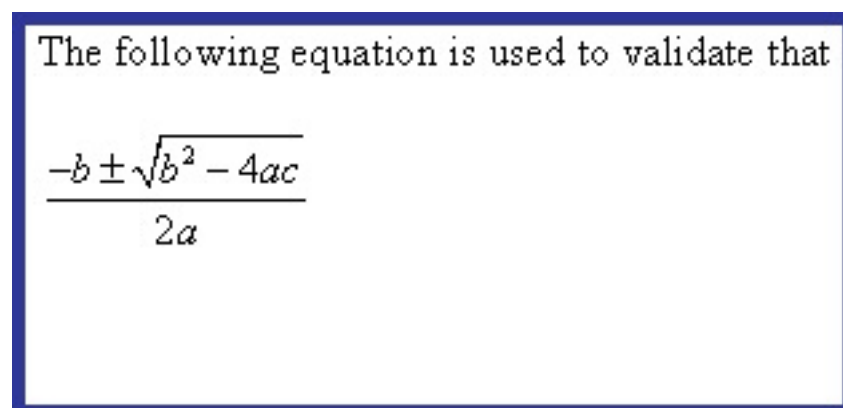 The following equation is used to validate that
-b ± √(b² - 4ac)
2a